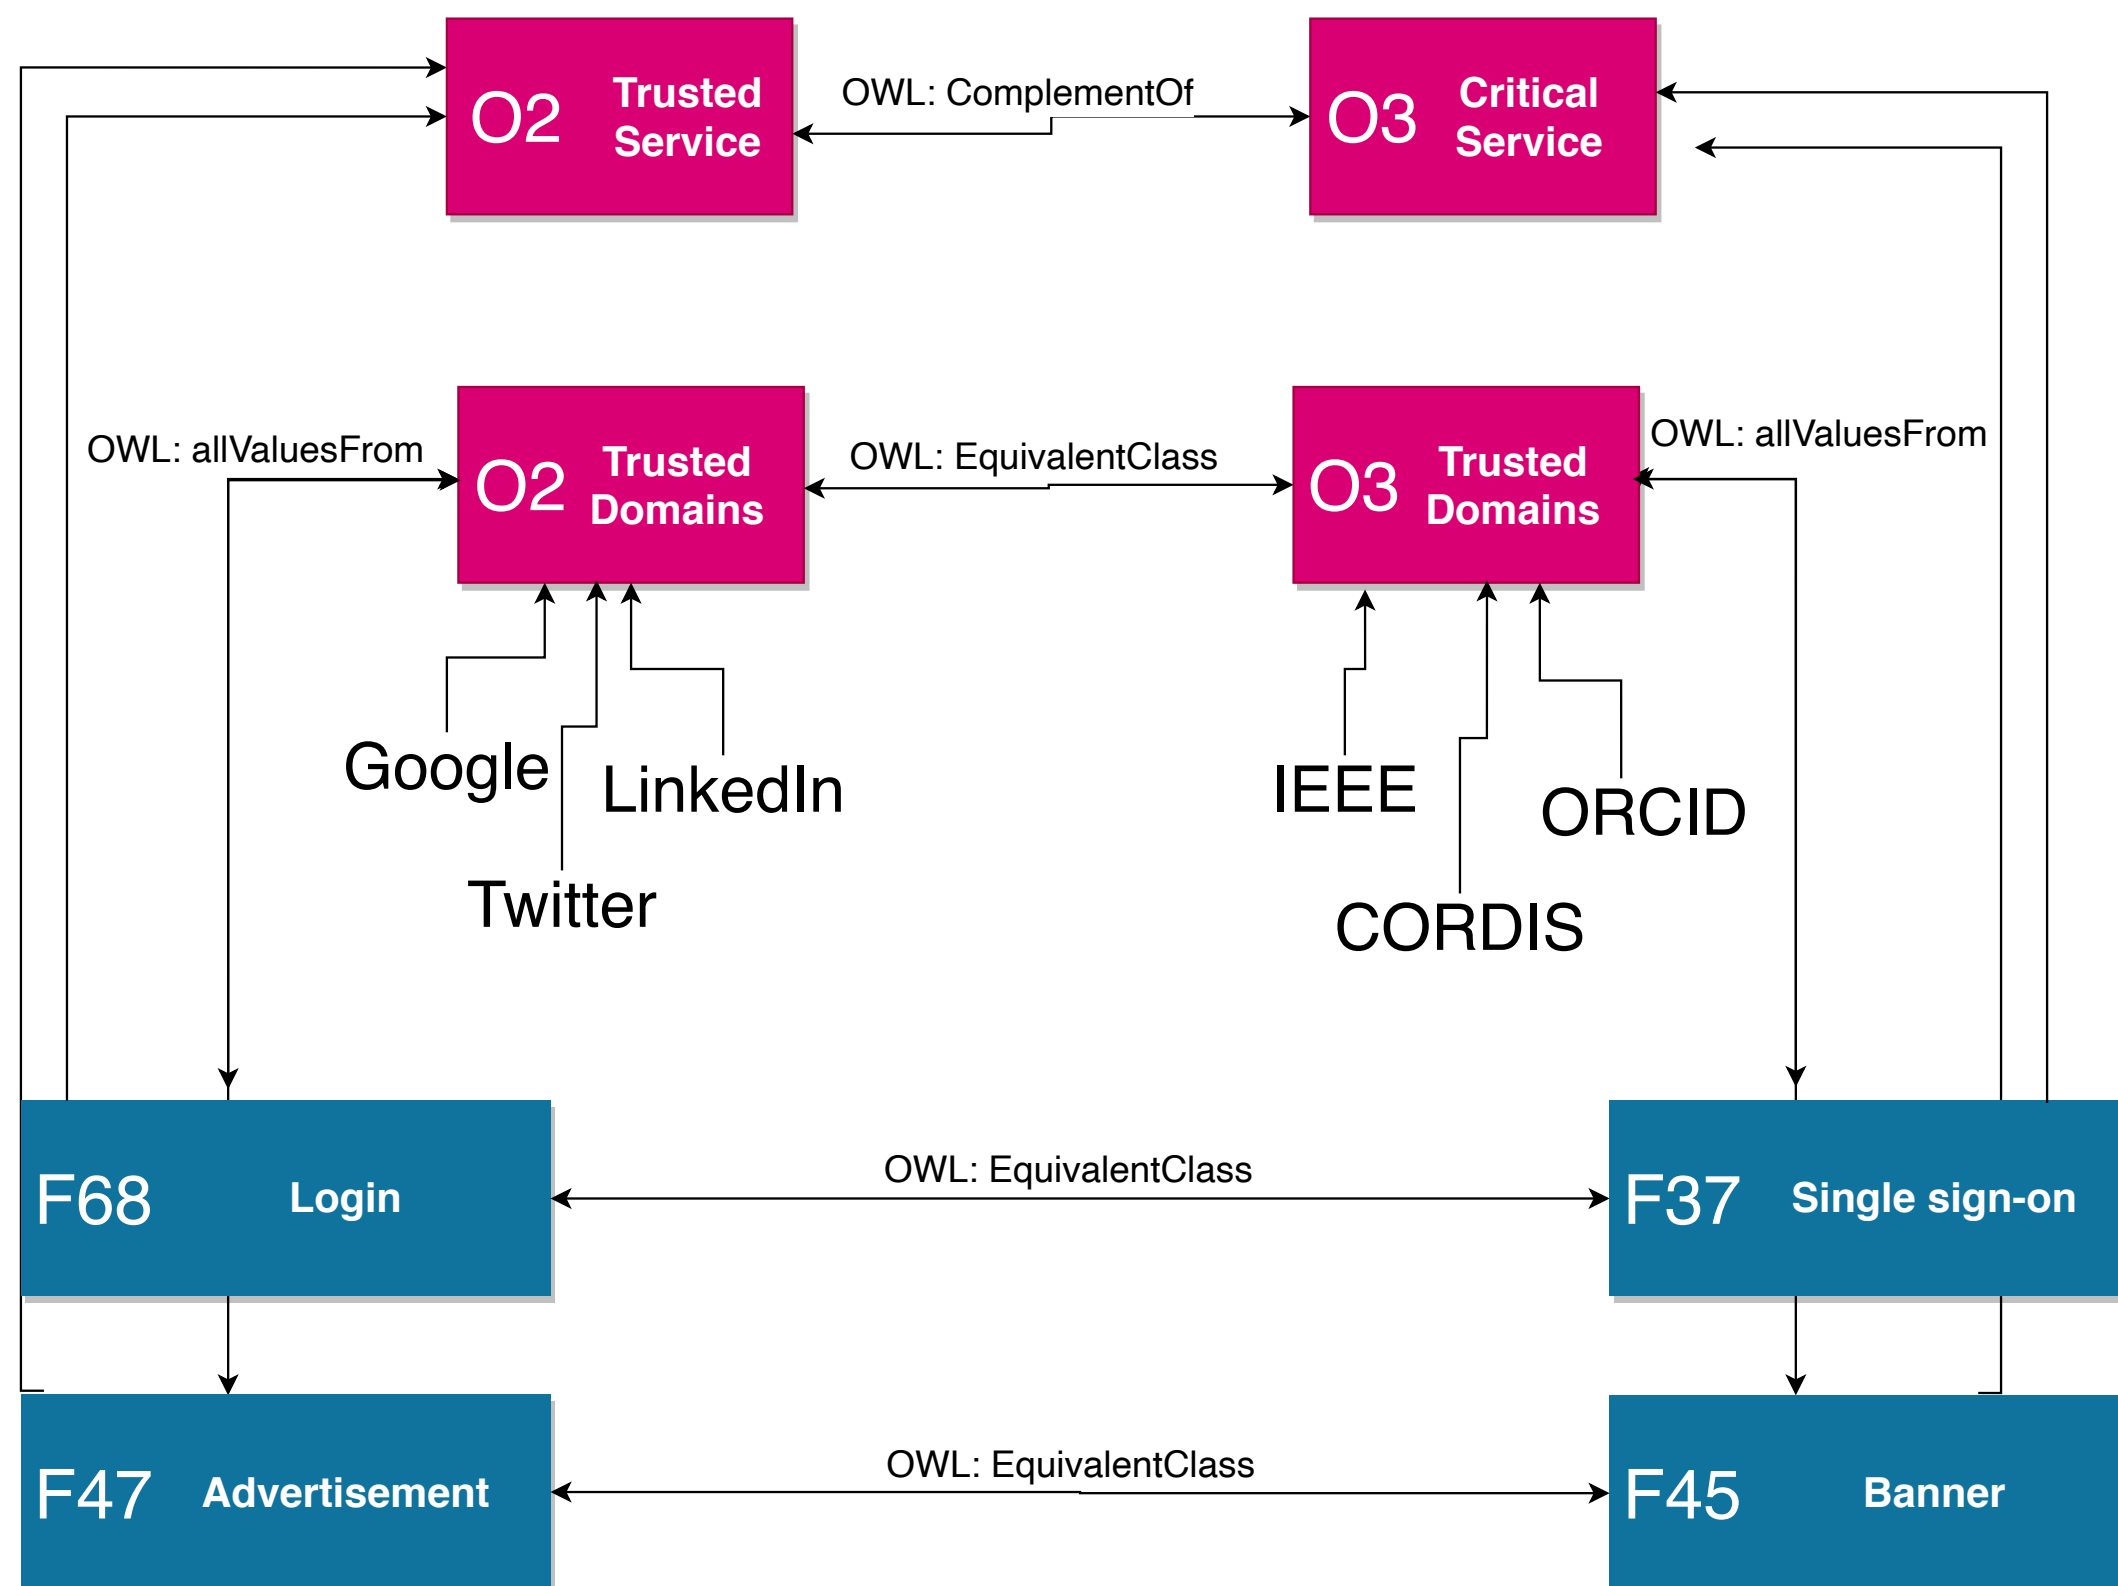 O2
Trusted
Service
OWL: ComplementOf
O3
Critical
Service
OWL: allValuesFrom
O2
Trusted
Domains
OWL: EquivalentClass
O3
Trusted
Domains
OWL: allValuesFrom
Google
LinkedIn
Twitter
IEEE
ORCID
CORDIS
F68
Login
OWL: EquivalentClass
F37
Single sign-on
F47
Advertisement
OWL: EquivalentClass
F45
Banner